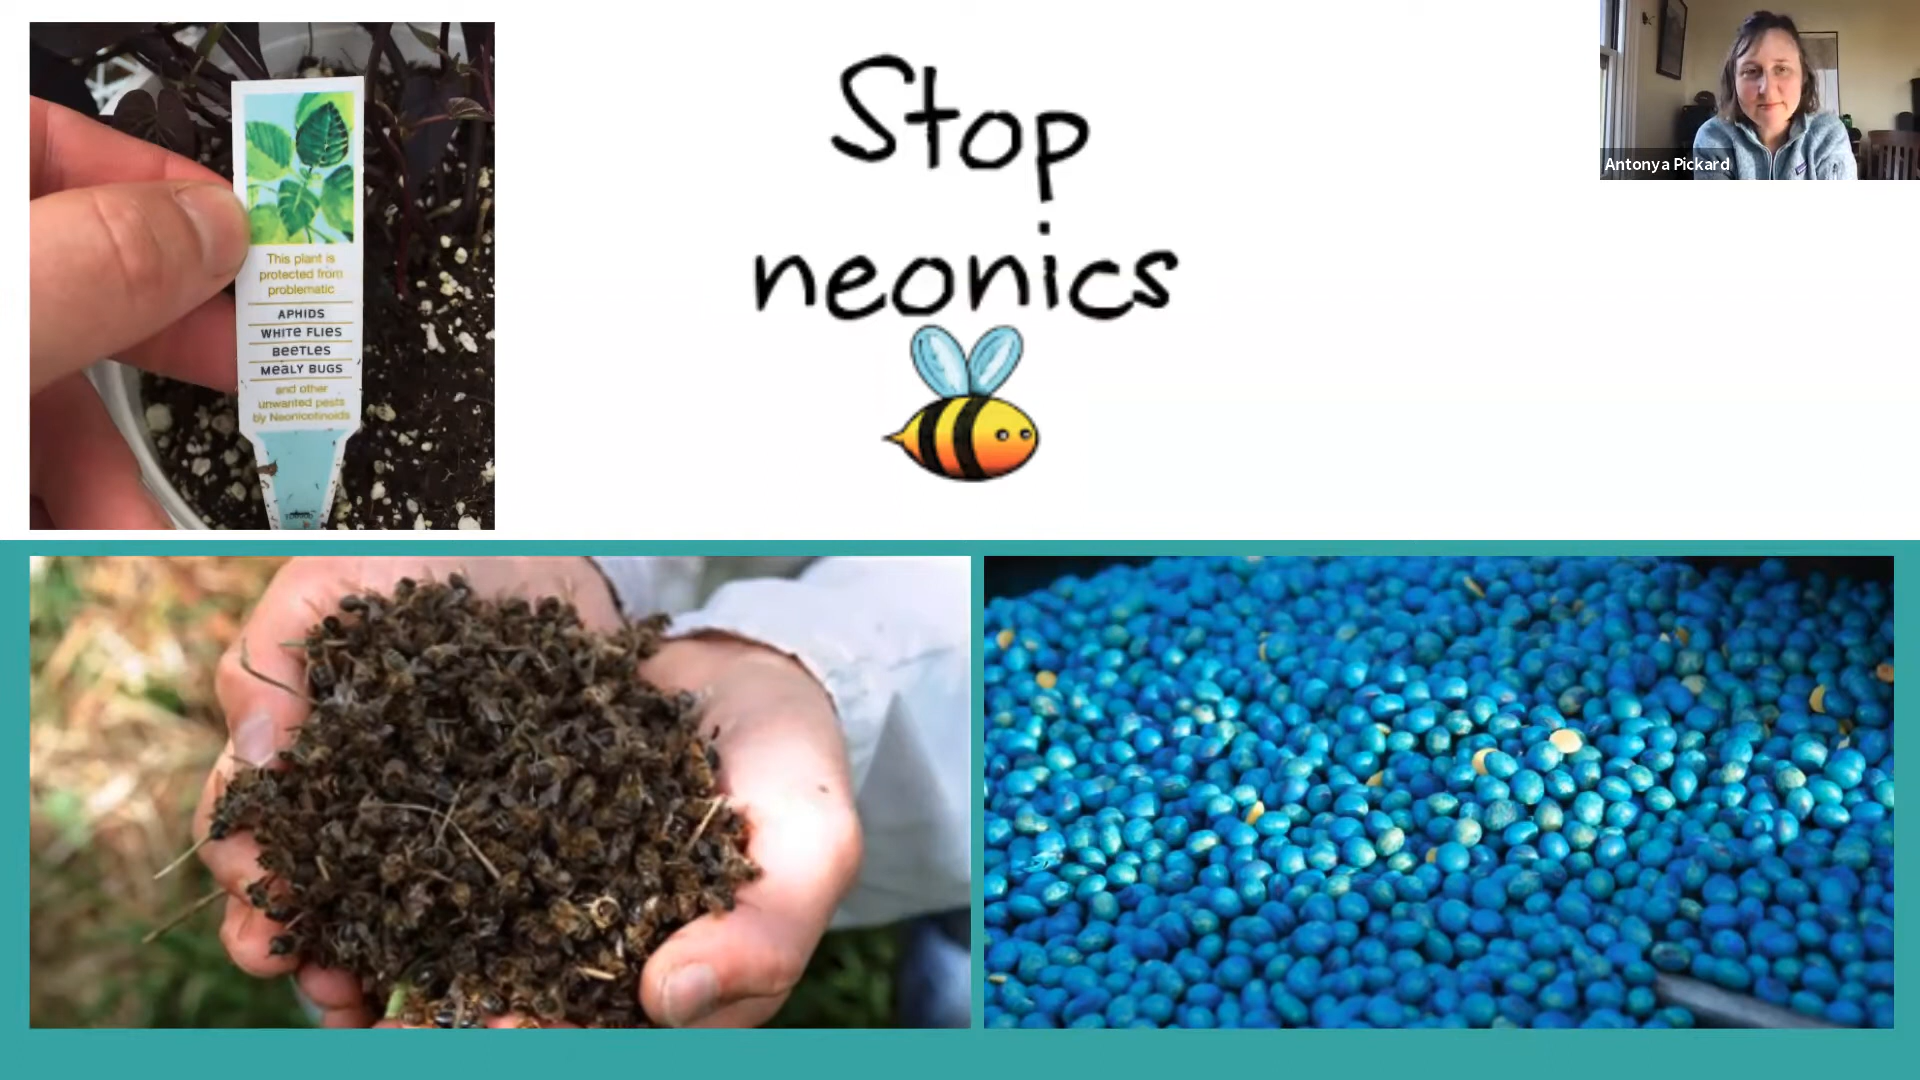 This plant is
protected from
problematic
APHIDS
WHITE FLIES
BEETLES
MEALY BUGS
and other
unwanted pests
by Neonicotinoids
Stop
neonics
Antonya Pickard